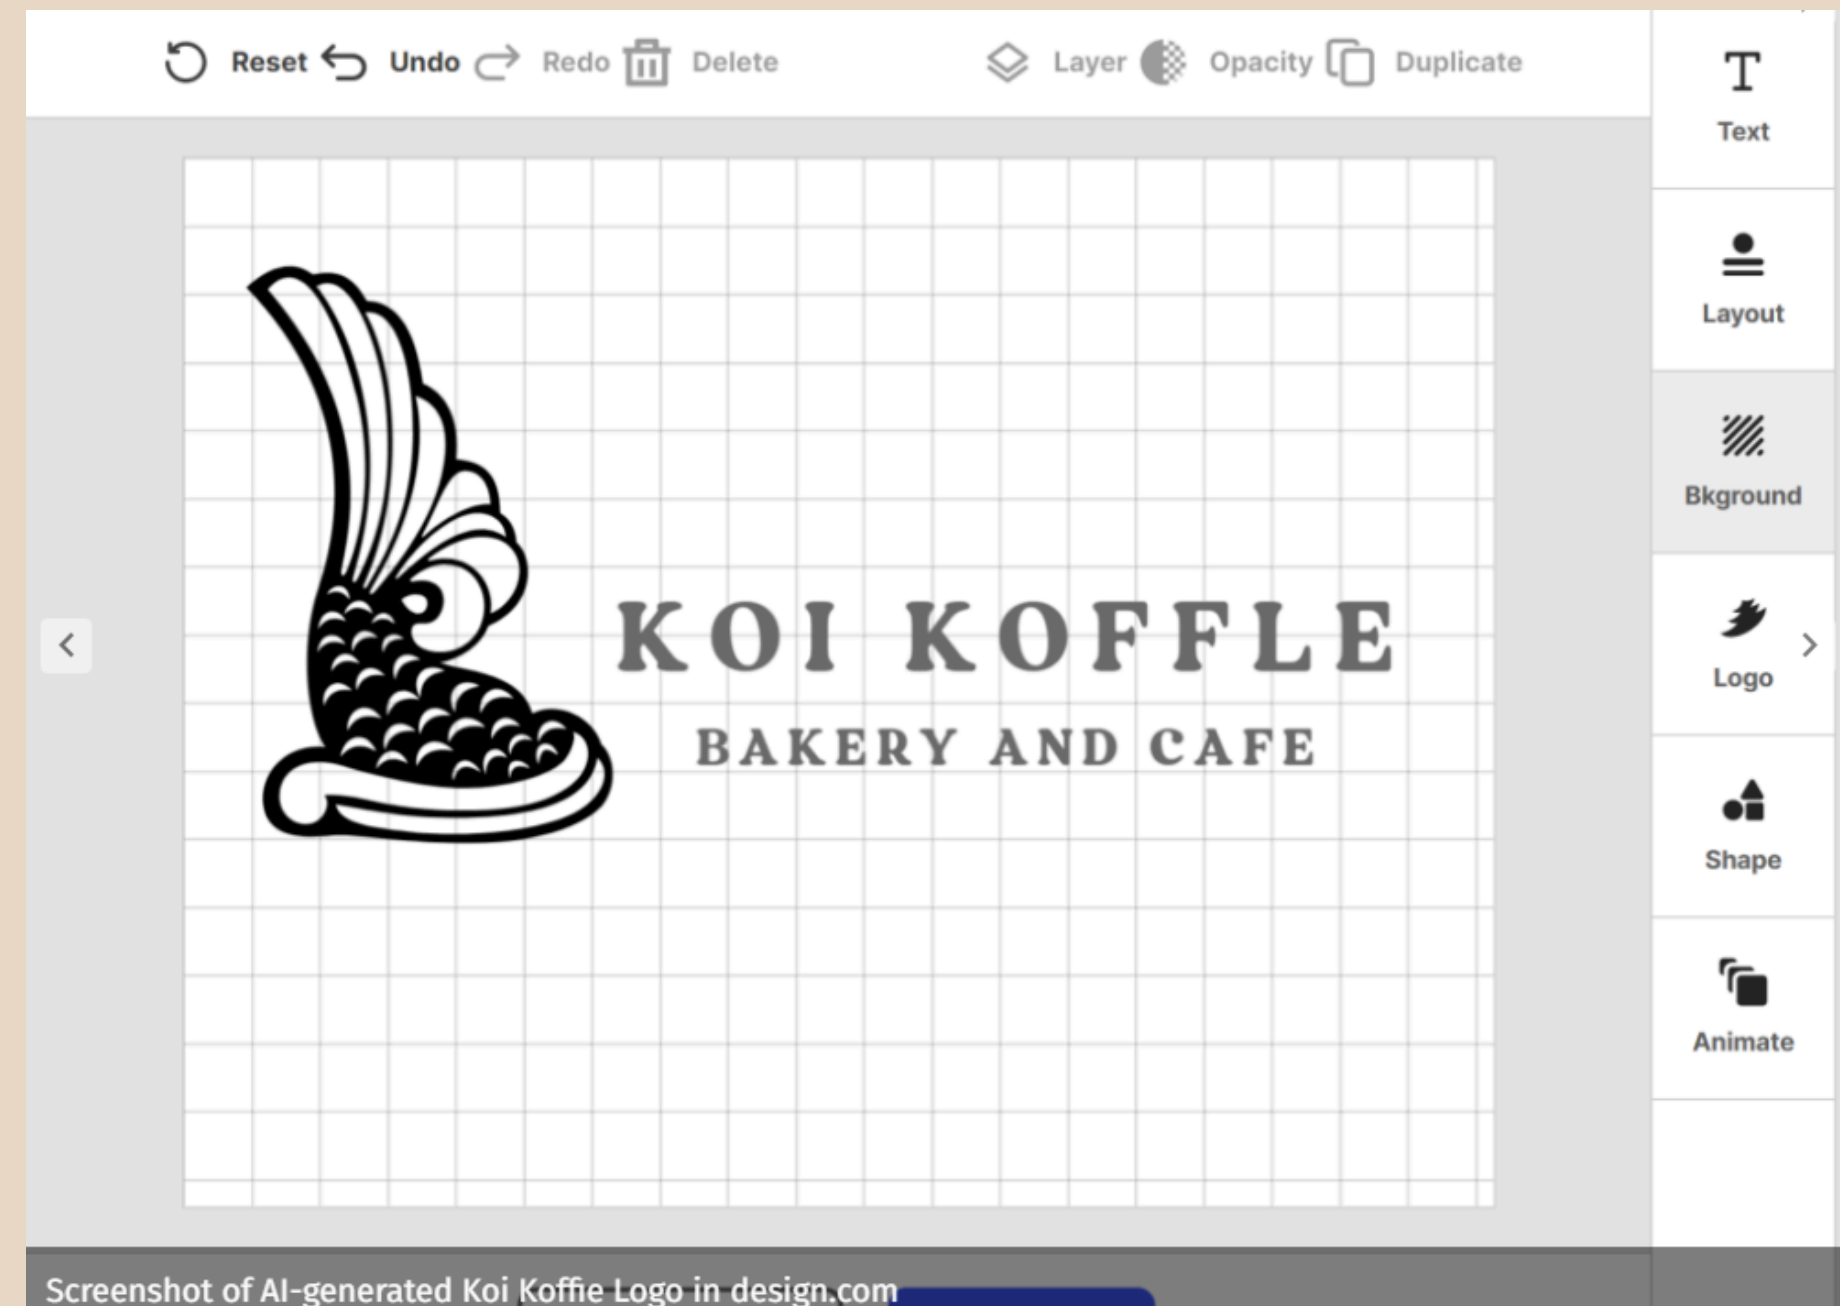 Reset Undo Redo Delete Layer Opacity Duplicate
Text
Layout
Bkground
Logo
Shape
Animate
KOI KOFFLE
BAKERY AND CAFE
Screenshot of AI-generated Koi Koffie Logo in design.com